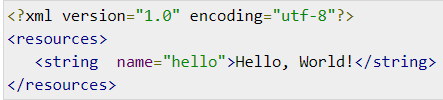 <?xml version="1.0" encoding="utf-8"?>
<resources>
   <string  name="hello">Hello, World!</string>
</resources>